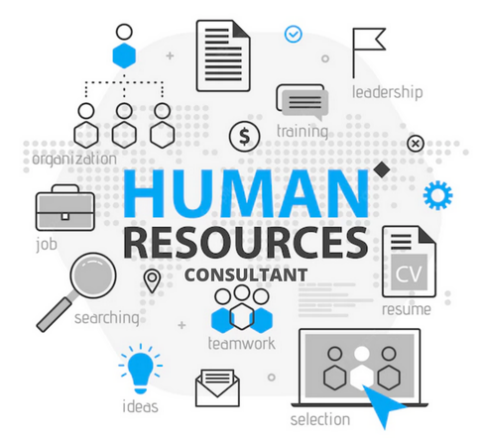 leadership
training
$
organization
HUMAN
RESOURCES
CONSULTANT
job
CV
resume
searching
teamwork
ideas
selection